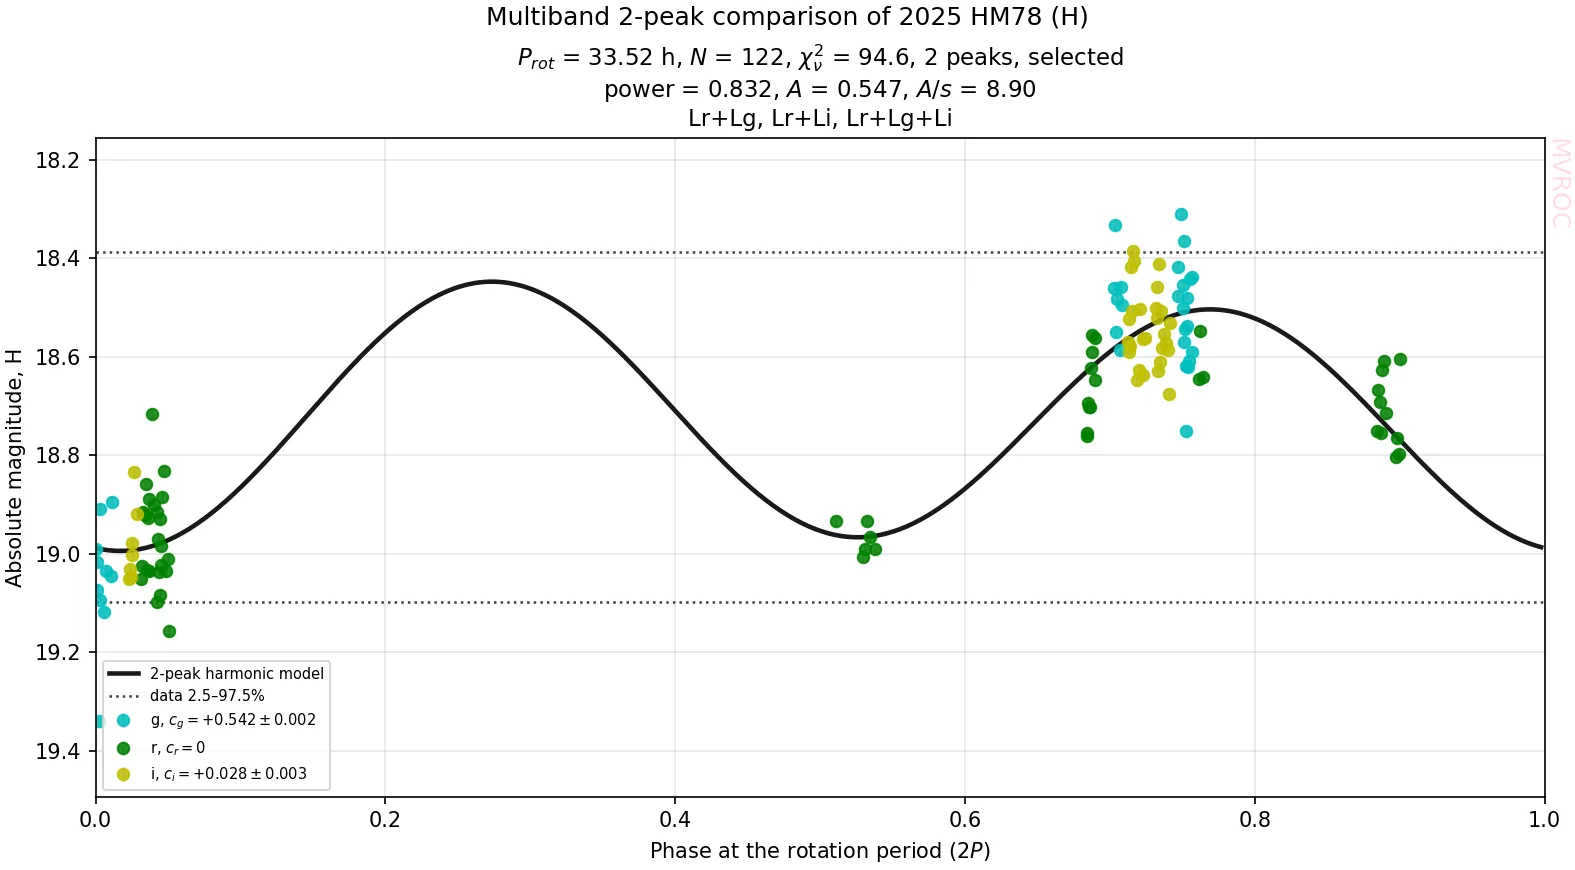 Multiband 2-peak comparison of 2025 HM78 (H)
P_rot = 33.52 h, N = 122, χ²_ν = 94.6, 2 peaks, selected
power = 0.832, A = 0.547, A/s = 8.90
Lr+Lg, Lr+Li, Lr+Lg+Li
MVROC
Absolute magnitude, H
18.2
18.4
18.6
18.8
19.0
19.2
19.4
2-peak harmonic model
data 2.5–97.5%
g, c_g = +0.542 ± 0.002
r, c_r = 0
i, c_i = +0.028 ± 0.003
0.0 0.2 0.4 0.6 0.8 1.0
Phase at the rotation period (2P)